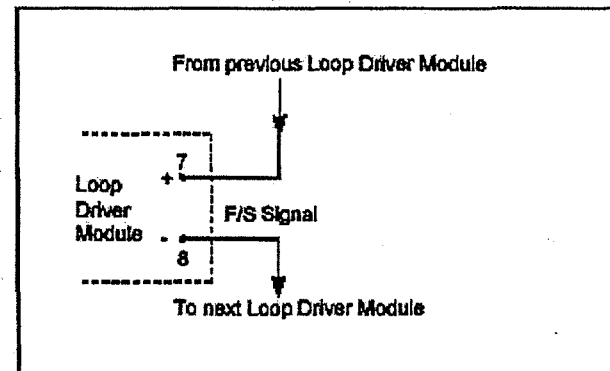 From previous Loop Driver Module
7
Loop
Driver
Module
+
F/S Signal
-
8
To next Loop Driver Module